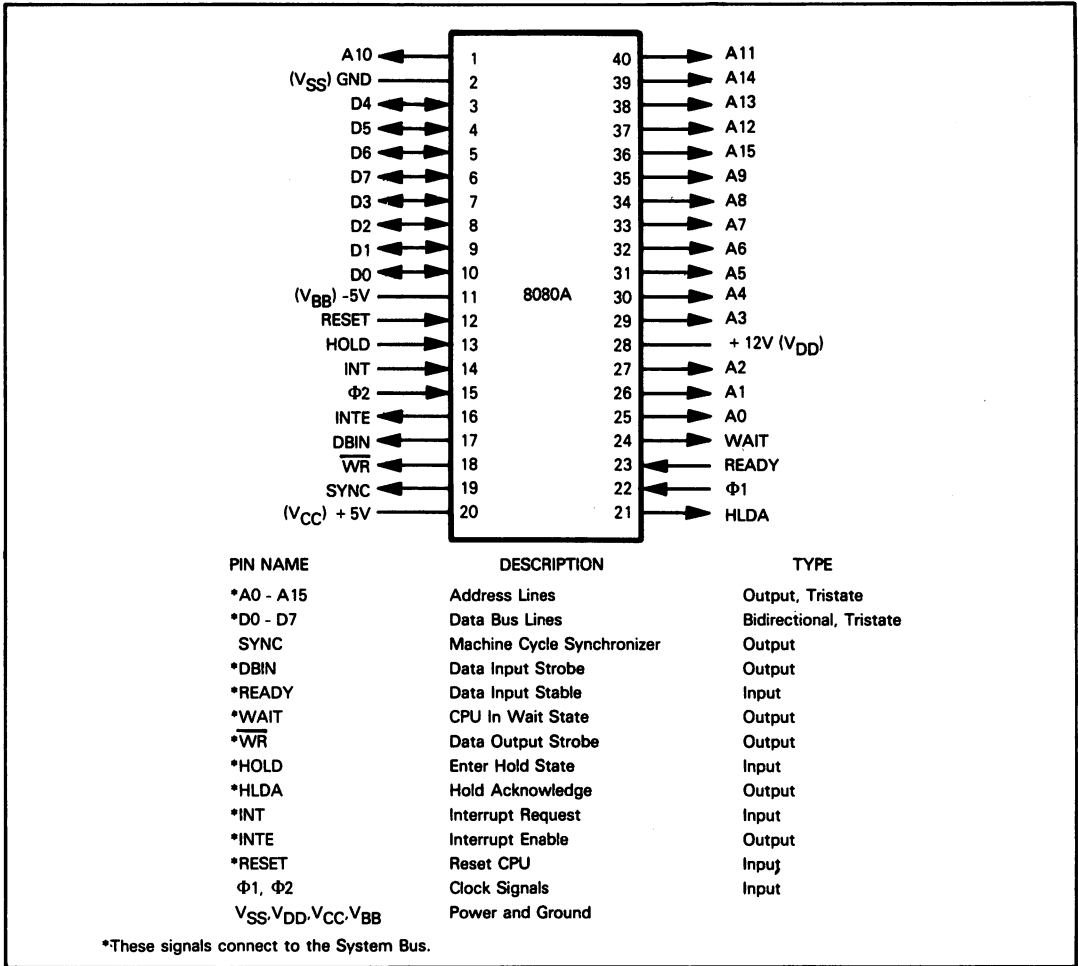 A10 1 40 A11
(VSS) GND 2 39 A14
D4 3 38 A13
D5 4 37 A12
D6 5 36 A15
D7 6 35 A9
D3 7 34 A8
D2 8 33 A7
D1 9 32 A6
D0 10 31 A5
(VBB) -5V 11 8080A 30 A4
RESET 12 29 A3
HOLD 13 28 + 12V (VDD)
INT 14 27 A2
Φ2 15 26 A1
INTE 16 25 A0
DBIN 17 24 WAIT
W̅R̅ 18 23 READY
SYNC 19 22 Φ1
(VCC) + 5V 20 21 HLDA
PIN NAME DESCRIPTION TYPE
*A0 - A15 Address Lines Output, Tristate
*D0 - D7 Data Bus Lines Bidirectional, Tristate
SYNC Machine Cycle Synchronizer Output
*DBIN Data Input Strobe Output
*READY Data Input Stable Input
*WAIT CPU In Wait State Output
*W̅R̅ Data Output Strobe Output
*HOLD Enter Hold State Input
*HLDA Hold Acknowledge Output
*INT Interrupt Request Input
*INTE Interrupt Enable Output
*RESET Reset CPU Input
Φ1, Φ2 Clock Signals Input
VSS,VDD,VCC,VBB Power and Ground
*These signals connect to the System Bus.